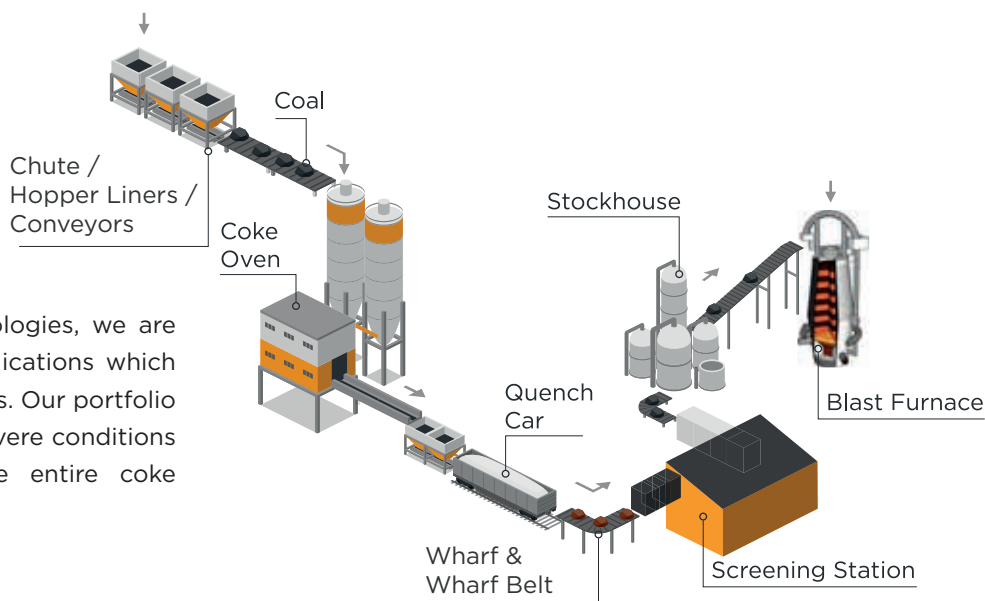 Coal
Chute /
Hopper Liners /
Conveyors
Coke
Oven
Stockhouse
ologies, we are
lications which
s. Our portfolio
vere conditions
e entire coke
Quench
Car
Blast Furnace
Wharf &
Wharf Belt
Screening Station